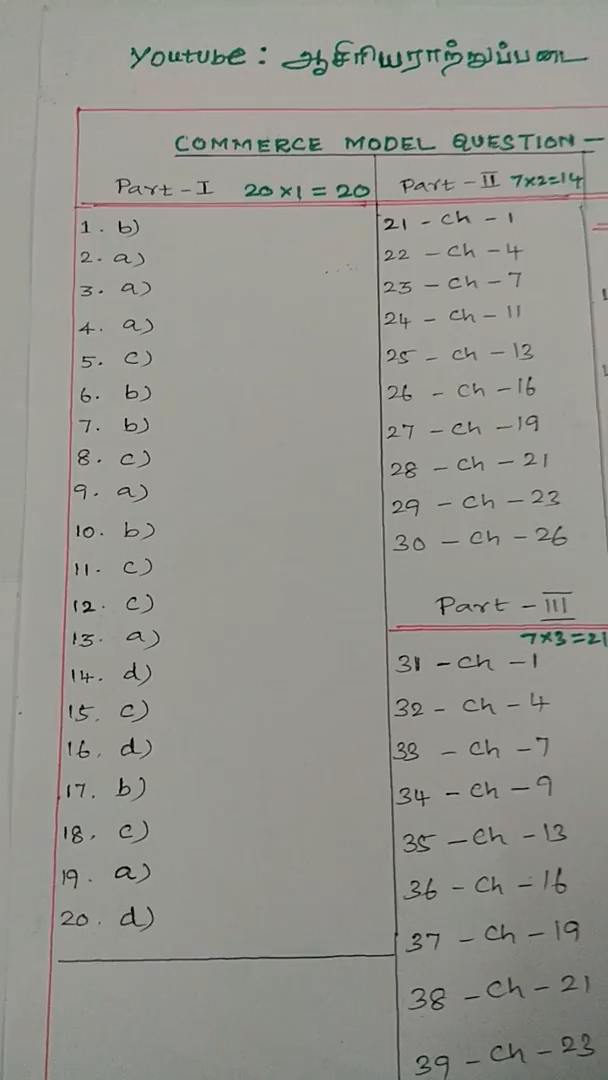 Youtube : ஆசிரியராற்றுப்படை
COMMERCE MODEL QUESTION -
Part - I 20 x 1 = 20
1. b)
2. a)
3. a)
4. a)
5. c)
6. b)
7. b)
8. c)
9. a)
10. b)
11. c)
12. c)
13. a)
14. d)
15. c)
16. d)
17. b)
18. c)
19. a)
20. d)
Part - II 7x2=14
21 - ch - 1
22 - ch - 4
23 - ch - 7
24 - ch - 11
25 - ch - 13
26 - ch - 16
27 - ch - 19
28 - ch - 21
29 - ch - 23
30 - ch - 26
Part - III
7x3=21
31 - ch - 1
32 - ch - 4
33 - ch - 7
34 - ch - 9
35 - ch - 13
36 - ch - 16
37 - ch - 19
38 - ch - 21
39 - ch - 23